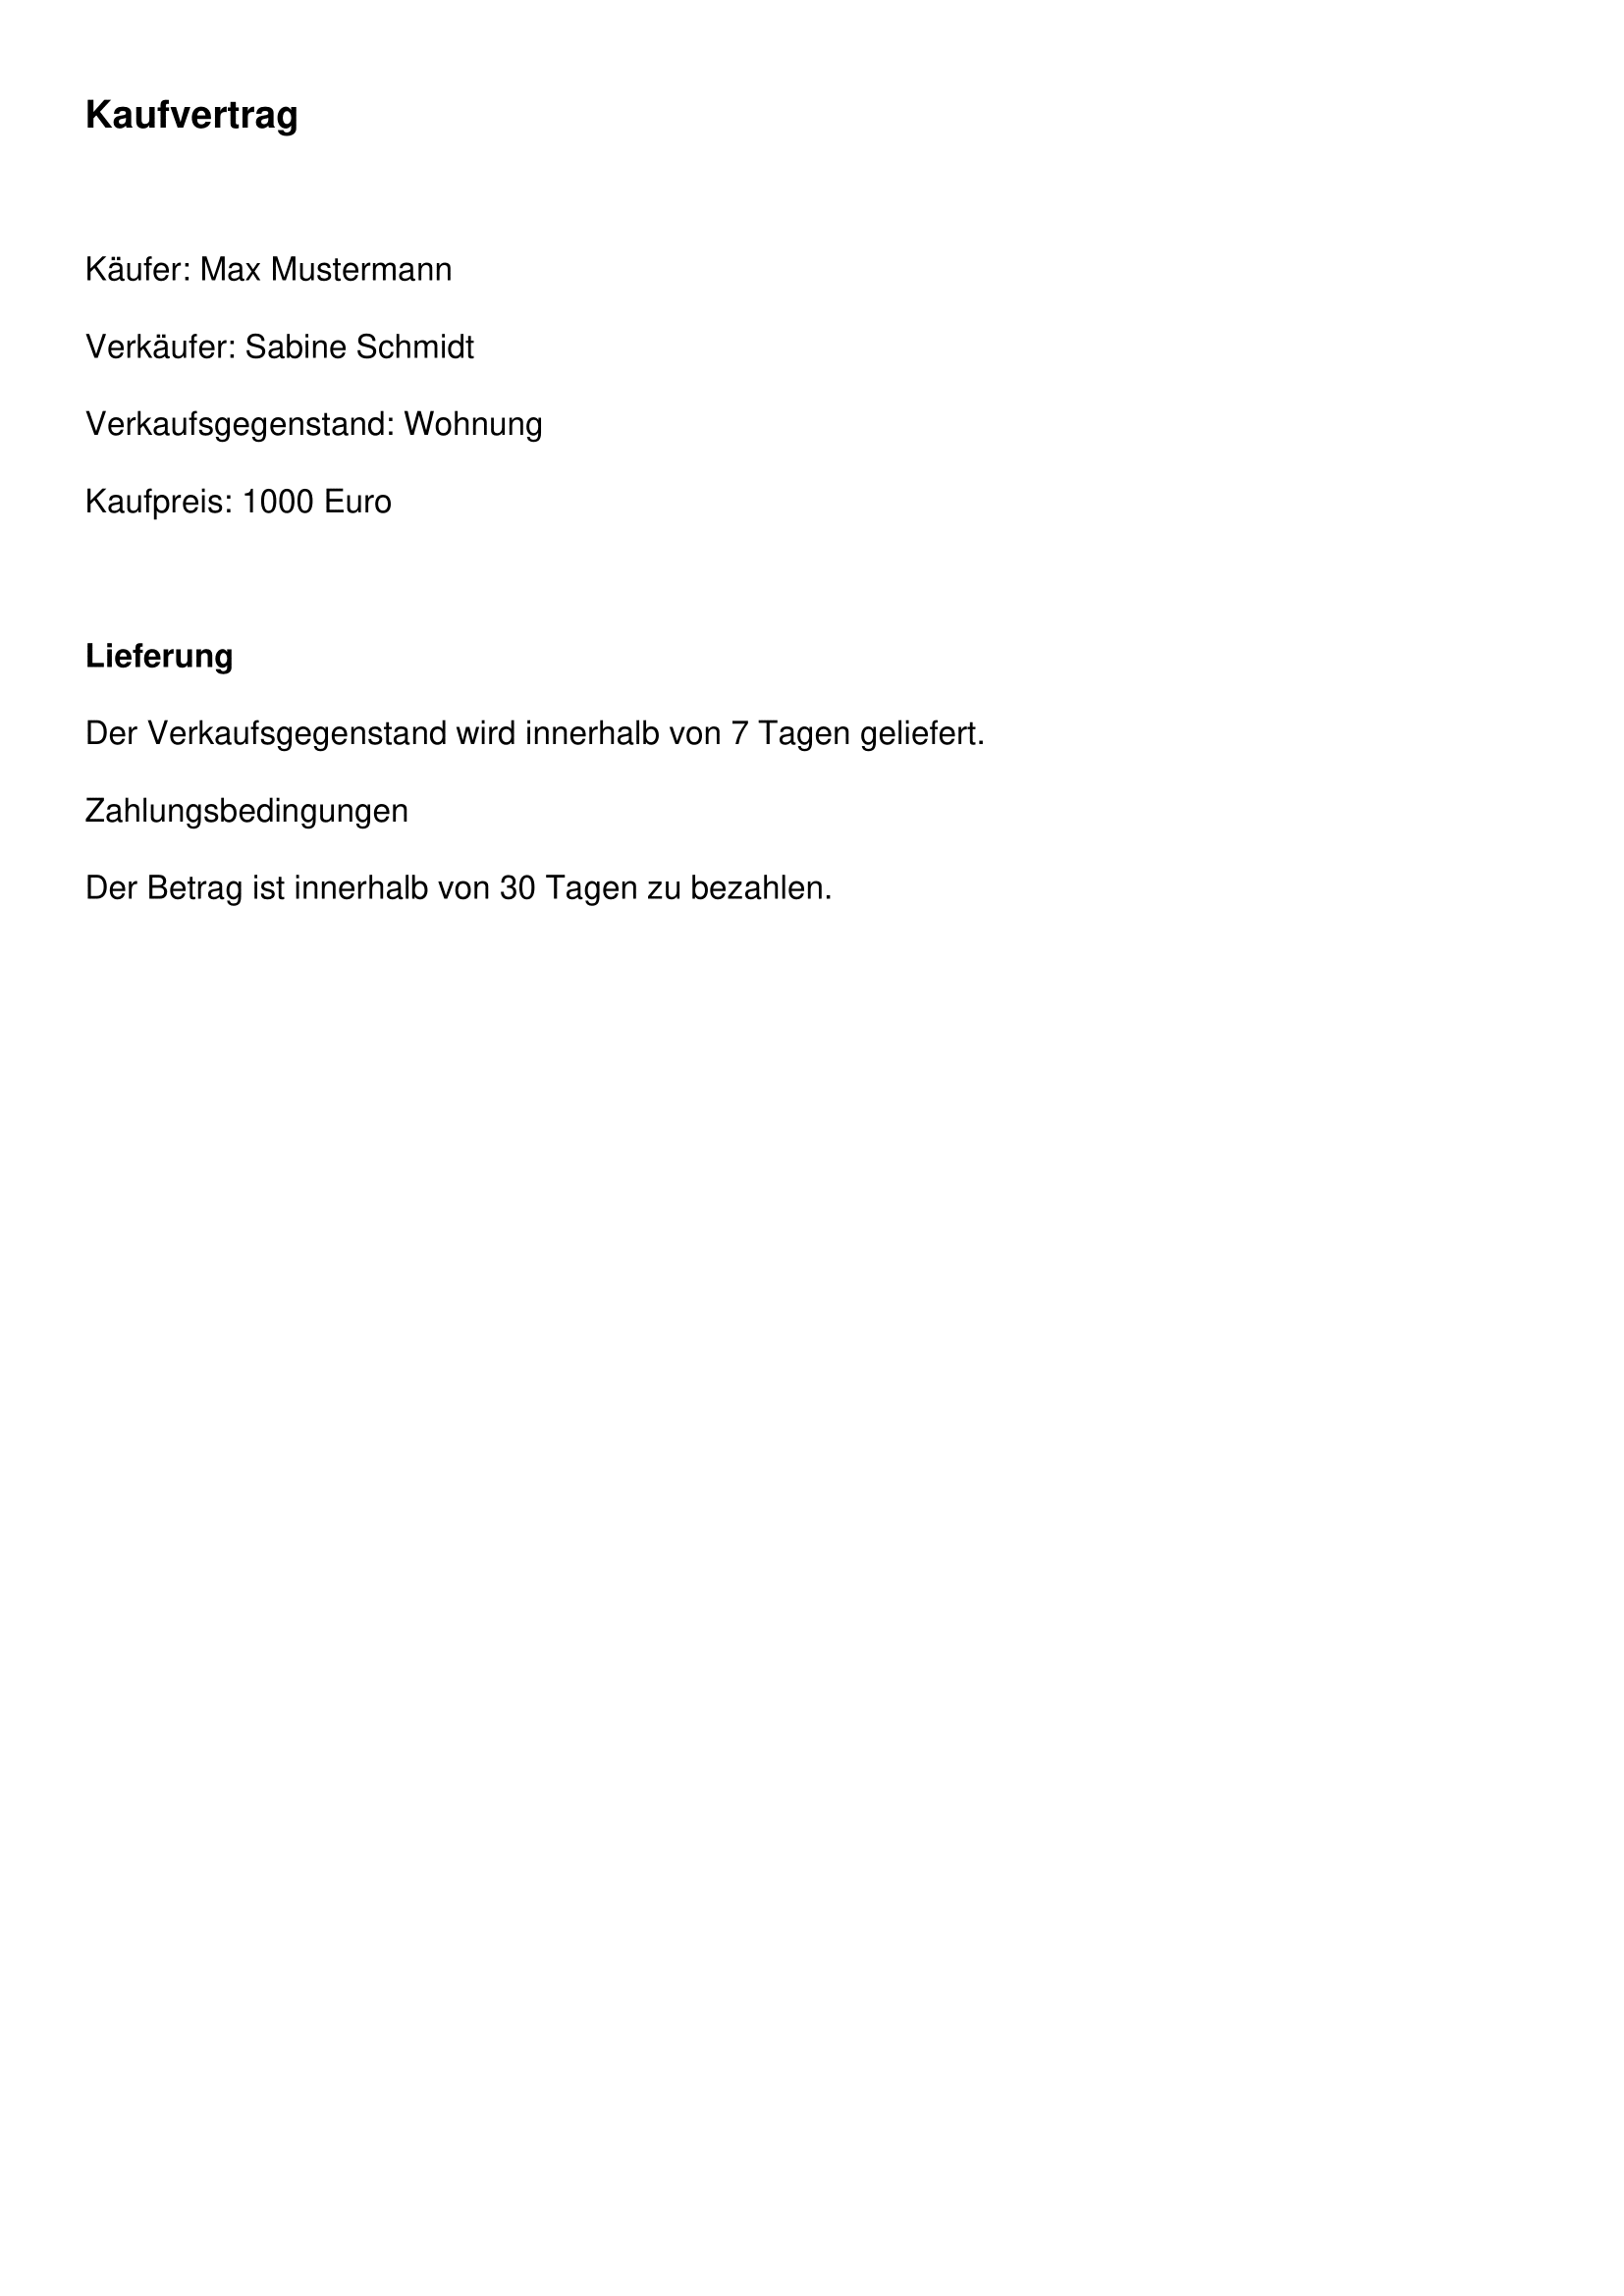 Kaufvertrag
Käufer: Max Mustermann
Verkäufer: Sabine Schmidt
Verkaufsgegenstand: Wohnung
Kaufpreis: 1000 Euro
Lieferung
Der Verkaufsgegenstand wird innerhalb von 7 Tagen geliefert.
Zahlungsbedingungen
Der Betrag ist innerhalb von 30 Tagen zu bezahlen.